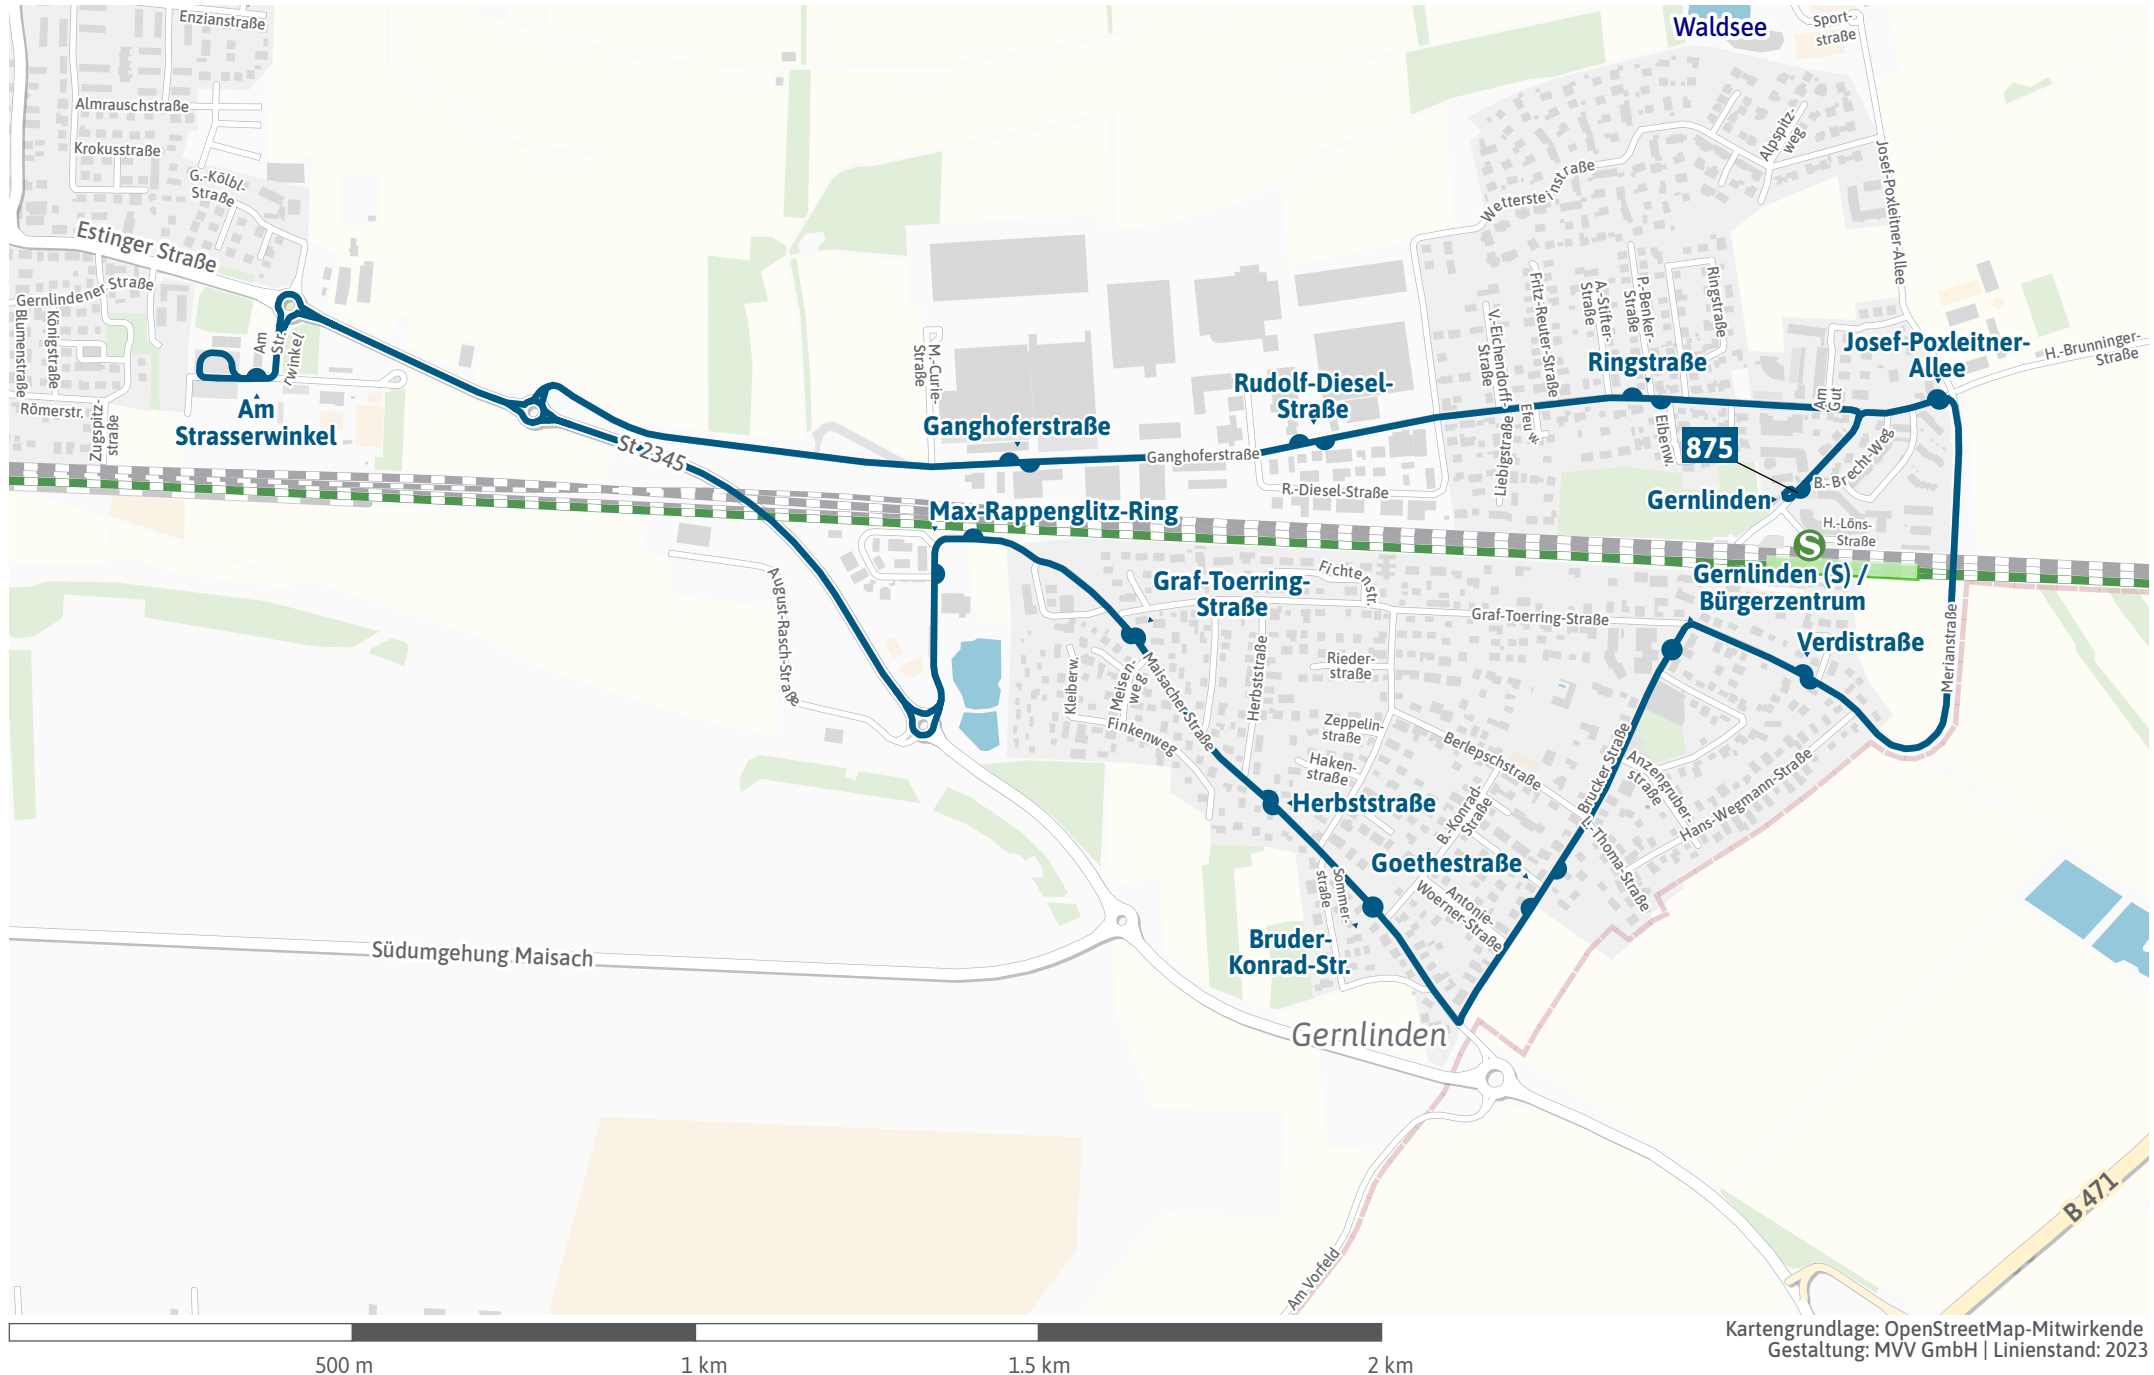 Enzianstraße
Waldsee
Sport-
straße
Almrauschstraße
Krokusstraße
Alpspitz-
weg
G.-Kölbl-
Straße
Wettersteinstraße
Josef-Poxleitner-Allee
Estinger Straße
Gernlindener Straße
Blumenstraße
Königstraße
Am
Str.
rwinkel
M.-Curie-
Straße
V.-Eichendorff-
Straße
Fritz-Reuter-Straße
A.-Stifter-
Straße
P.-Benker-
Straße
Ringstraße
Josef-Poxleitner-
Allee
H.-Brunninger-
Straße
Ringstraße
Rudolf-Diesel-
Straße
Am
Gut
Römerstr.
Zugspitz-
straße
Am
Strasserwinkel
Ganghoferstraße
Efeuw.
Eibenw.
875
St 2345
Ganghoferstraße
Liebigstraße
B.-Brecht-Weg
R.-Diesel-Straße
Gernlinden
Max-Rappenglitz-Ring
H.-Löns-
Straße
S
August-Rasch-Straße
Graf-Toerring-
Straße
Fichtenstr.
Gernlinden (S) /
Bürgerzentrum
Graf-Toerring-Straße
Verdistraße
Merianstraße
Kleiberw.
Meisen-
weg
Maisacher Straße
Herbststraße
Rieder-
straße
Finkenweg
Zeppelin-
straße
Berlepschstraße
Brucker Straße
Haken-
straße
Anzengruber-
straße
Hans-Wegmann-Straße
Herbststraße
B.-Konrad-
Straße
L.-Thoma-Straße
Goethestraße
Sommer-
straße
Antonie-
Woerner-Straße
Bruder-
Konrad-Str.
Südumgehung Maisach
Gernlinden
B 471
Am Vorfeld
500 m
1 km
1.5 km
2 km
Kartengrundlage: OpenStreetMap-Mitwirkende
Gestaltung: MVV GmbH | Linienstand: 2023